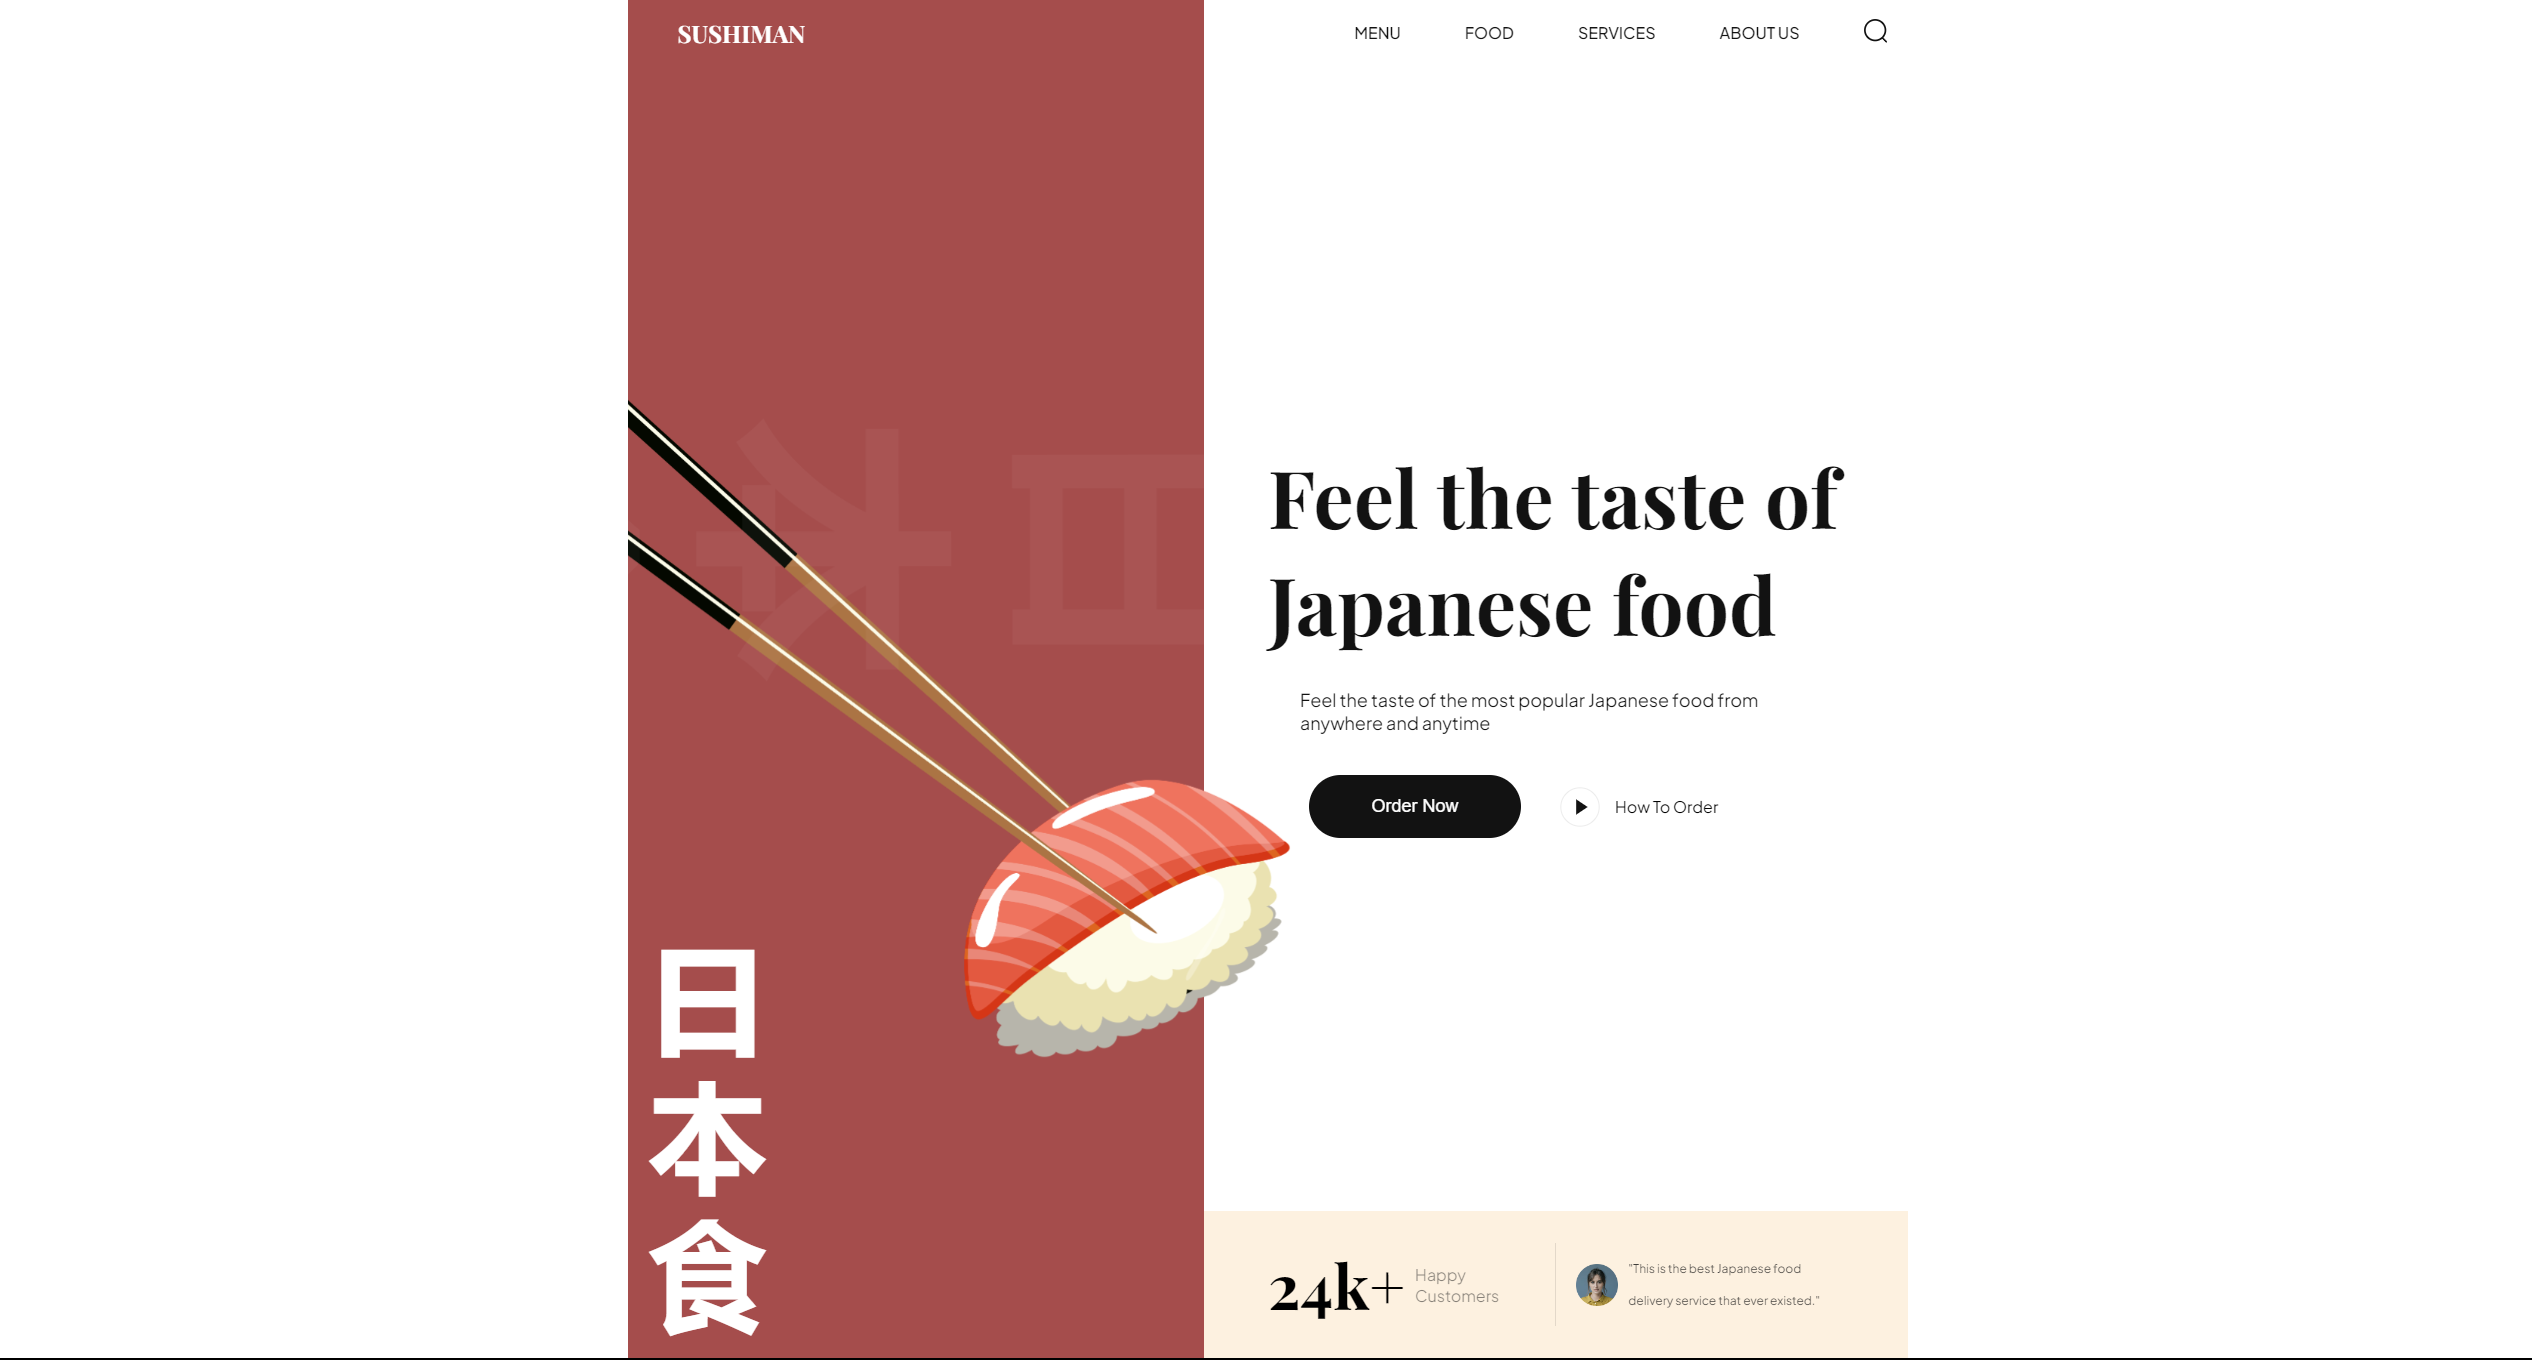 SUSHIMAN
MENU
FOOD
SERVICES
ABOUT US
Feel the taste of
Japanese food
Feel the taste of the most popular Japanese food from
anywhere and anytime
Order Now
How To Order
日
本
食
24k+
Happy
Customers
"This is the best Japanese food
delivery service that ever existed."